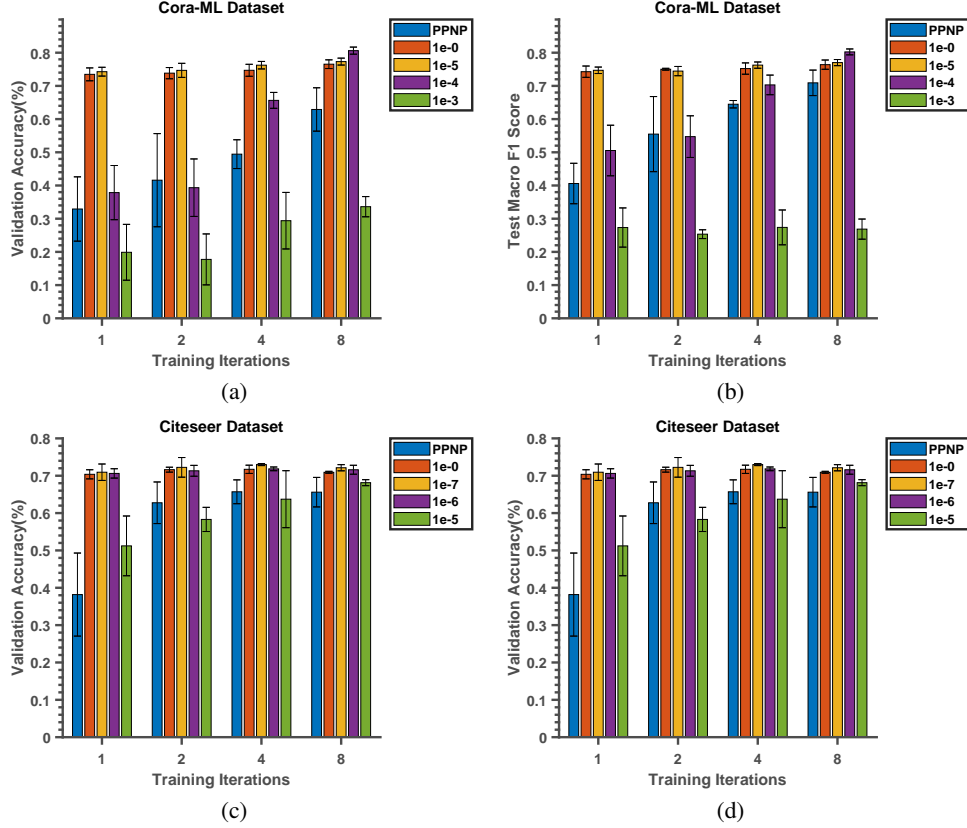 Cora-ML Dataset
Validation Accuracy(%)
0.8
0.7
0.6
0.5
0.4
0.3
0.2
0.1
0
1 2 4 8
Training Iterations
PPNP
1e-0
1e-5
1e-4
1e-3
(a)
Cora-ML Dataset
Test Macro F1 Score
0.8
0.7
0.6
0.5
0.4
0.3
0.2
0.1
0
1 2 4 8
Training Iterations
PPNP
1e-0
1e-5
1e-4
1e-3
(b)
Citeseer Dataset
Validation Accuracy(%)
0.8
0.7
0.6
0.5
0.4
0.3
0.2
0.1
0
1 2 4 8
Training Iterations
PPNP
1e-0
1e-7
1e-6
1e-5
(c)
Citeseer Dataset
Validation Accuracy(%)
0.8
0.7
0.6
0.5
0.4
0.3
0.2
0.1
0
1 2 4 8
Training Iterations
PPNP
1e-0
1e-7
1e-6
1e-5
(d)